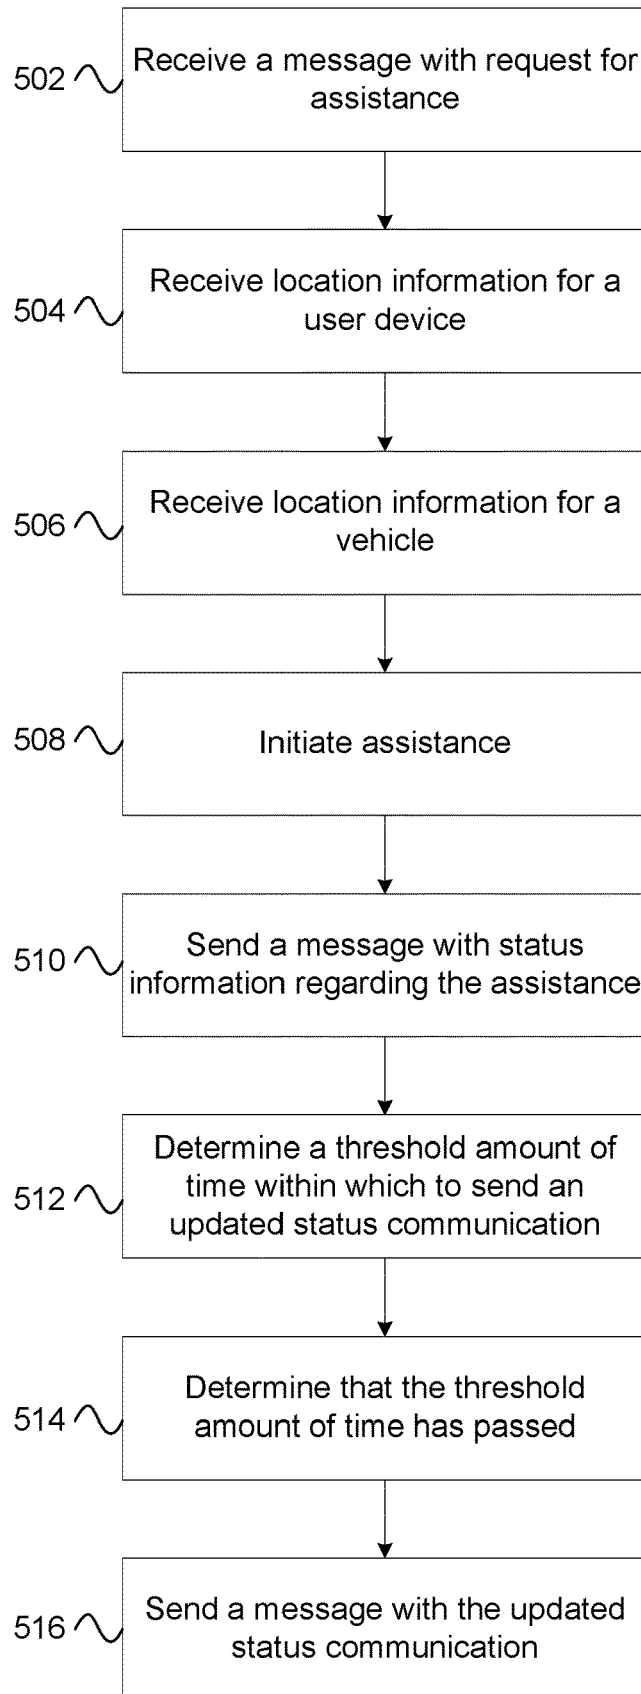 502
Receive a message with request for
assistance
504
Receive location information for a
user device
506
Receive location information for a
vehicle
508
Initiate assistance
510
Send a message with status
information regarding the assistance
512
Determine a threshold amount of
time within which to send an
updated status communication
514
Determine that the threshold
amount of time has passed
516
Send a message with the updated
status communication